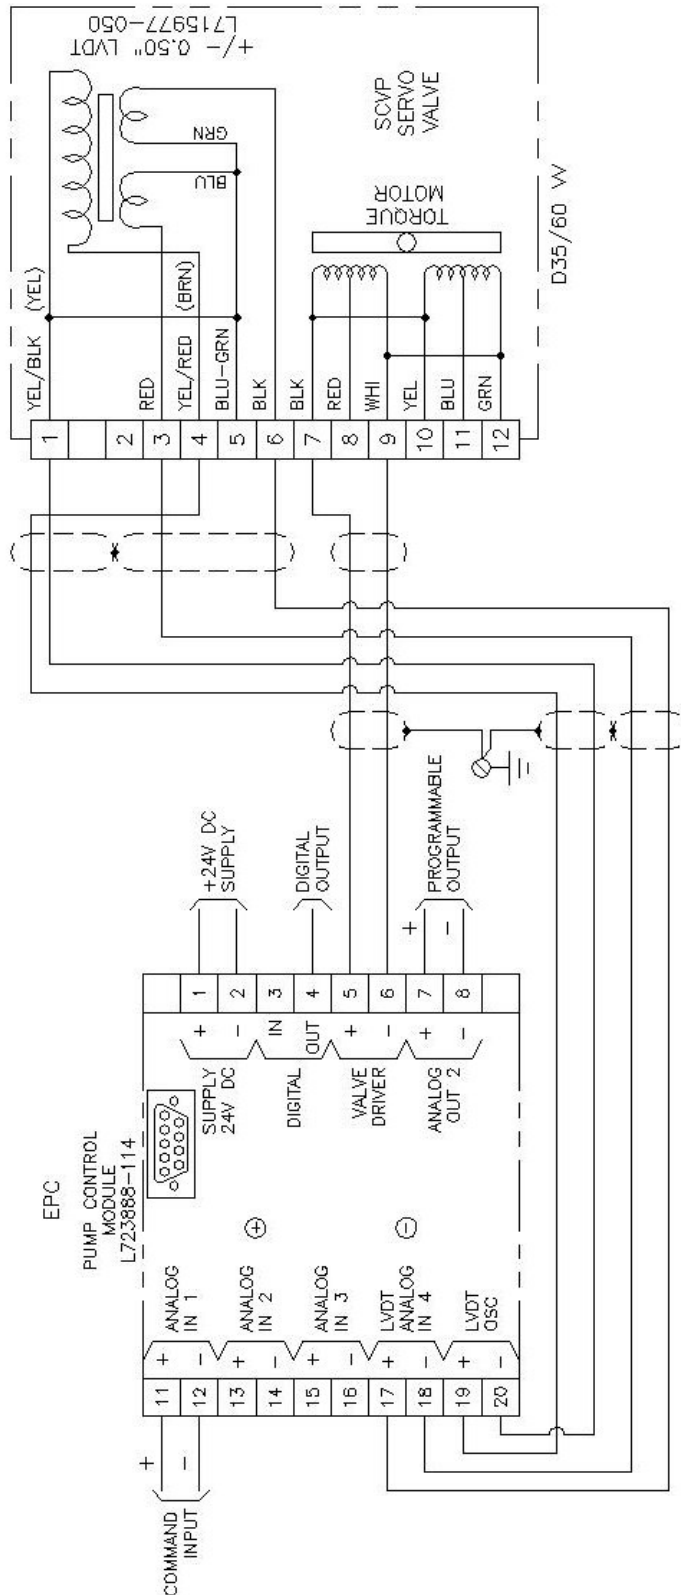 +/- 0.50" LVDT
L715977-050
YEL/BLK (YEL)
RED
YEL/RED (BRN)
BLU-GRN
BLK
BLK
RED
WHI
YEL
BLU
GRN
GRN
BLU
SCVP
SERVO
VALVE
TORQUE
MOTOR
D35/60 VV
1
2
3
4
5
6
7
8
9
10
11
12
+24V DC
SUPPLY
DIGITAL
OUTPUT
PROGRAMMABLE
OUTPUT
+
-
1
2
3
4
5
6
7
8
+
-
IN
OUT
+
-
+
-
SUPPLY
24V DC
DIGITAL
VALVE
DRIVER
ANALOG
OUT 2
EPC
PUMP CONTROL
MODULE
L723888-114
+
-
ANALOG
IN 1
ANALOG
IN 2
ANALOG
IN 3
LVDT
ANALOG
IN 4
LVDT
OSC
+
-
+
-
+
-
+
-
+
-
11
12
13
14
15
16
17
18
19
20
+
-
COMMAND
INPUT